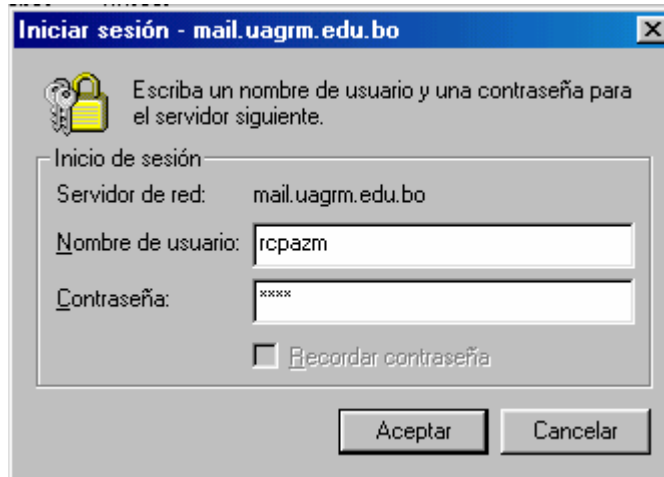 Iniciar sesión - mail.uagrm.edu.bo
Escriba un nombre de usuario y una contraseña para
el servidor siguiente.
Inicio de sesión
Servidor de red: mail.uagrm.edu.bo
Nombre de usuario: rcpazm
Contraseña: ****
Recordar contraseña
Aceptar Cancelar